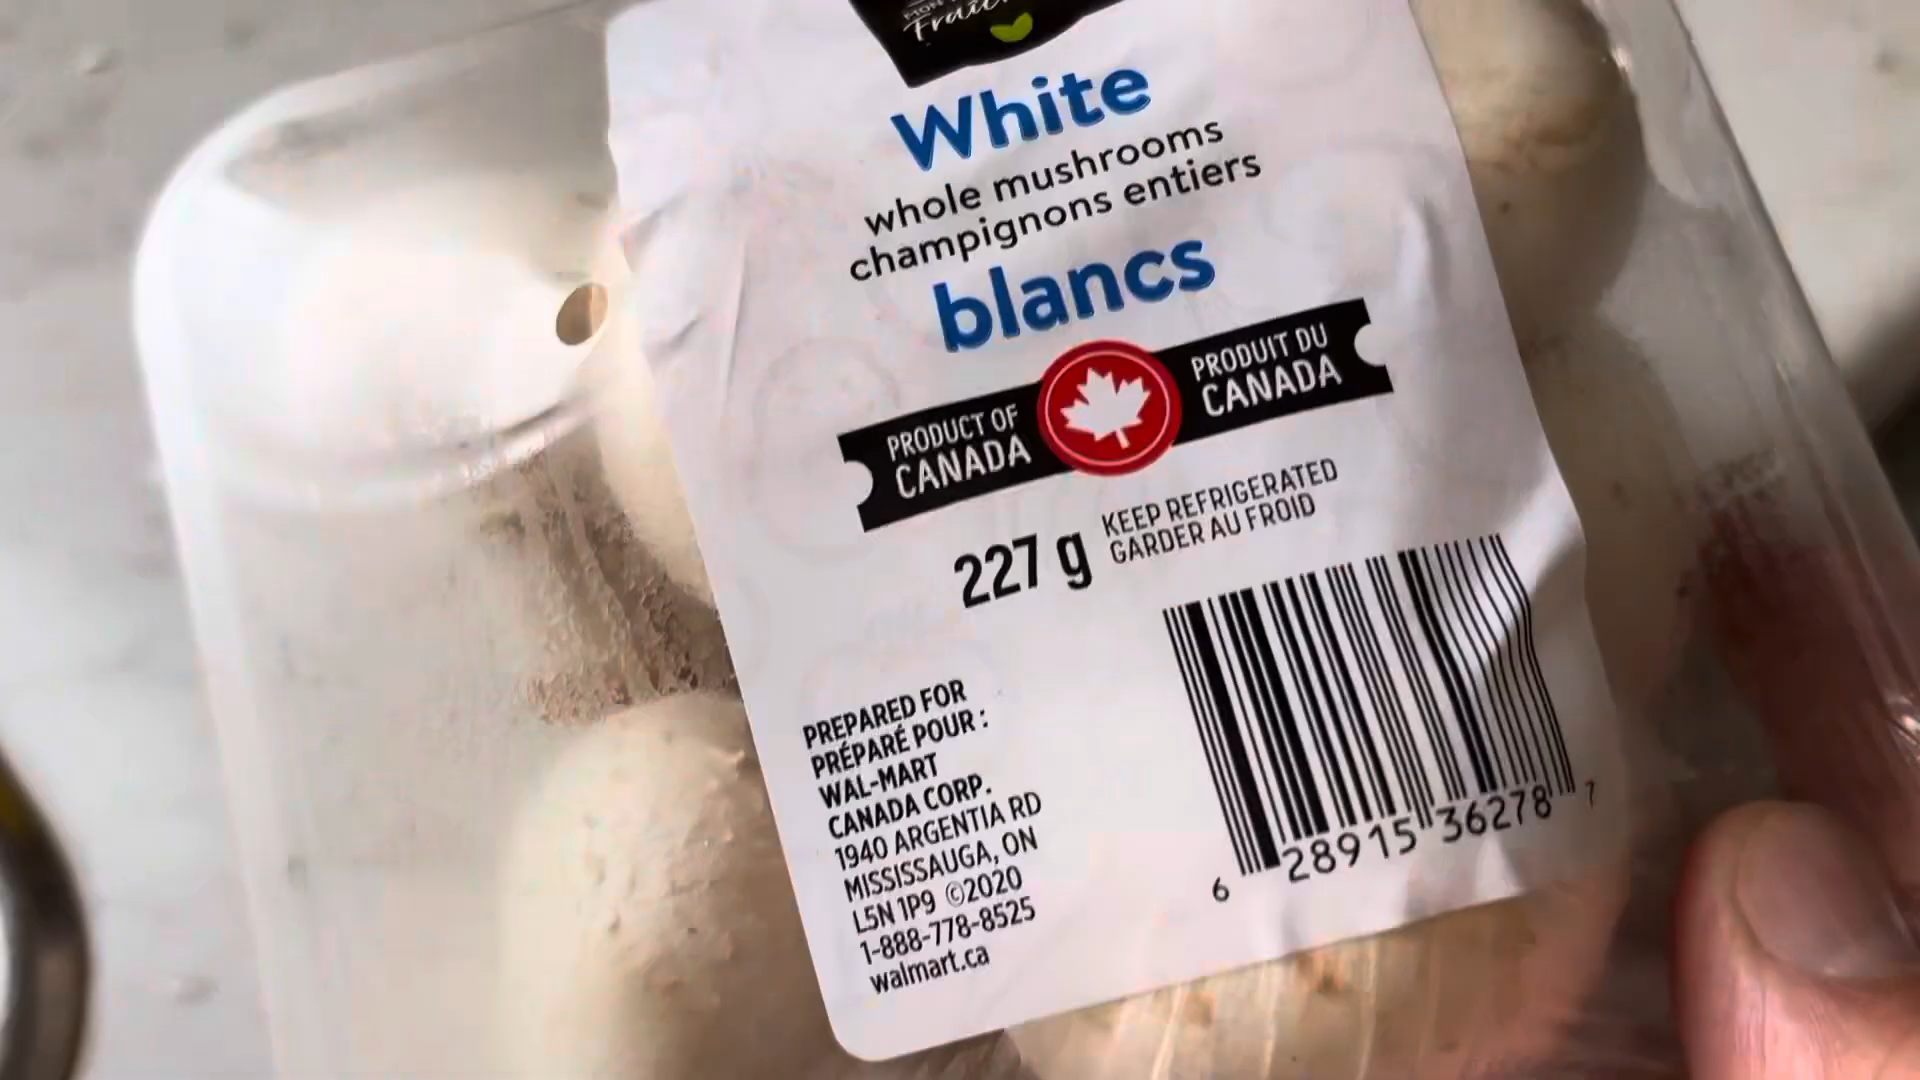 White
whole mushrooms
champignons entiers
blancs
PRODUCT OF
CANADA
PRODUIT DU
CANADA
227 g
KEEP REFRIGERATED
GARDER AU FROID
PREPARED FOR
PRÉPARÉ POUR :
WAL-MART
CANADA CORP.
1940 ARGENTIA RD
MISSISSAUGA, ON
L5N 1P9 ©2020
1-888-778-8525
walmart.ca
6 28915 36278 7